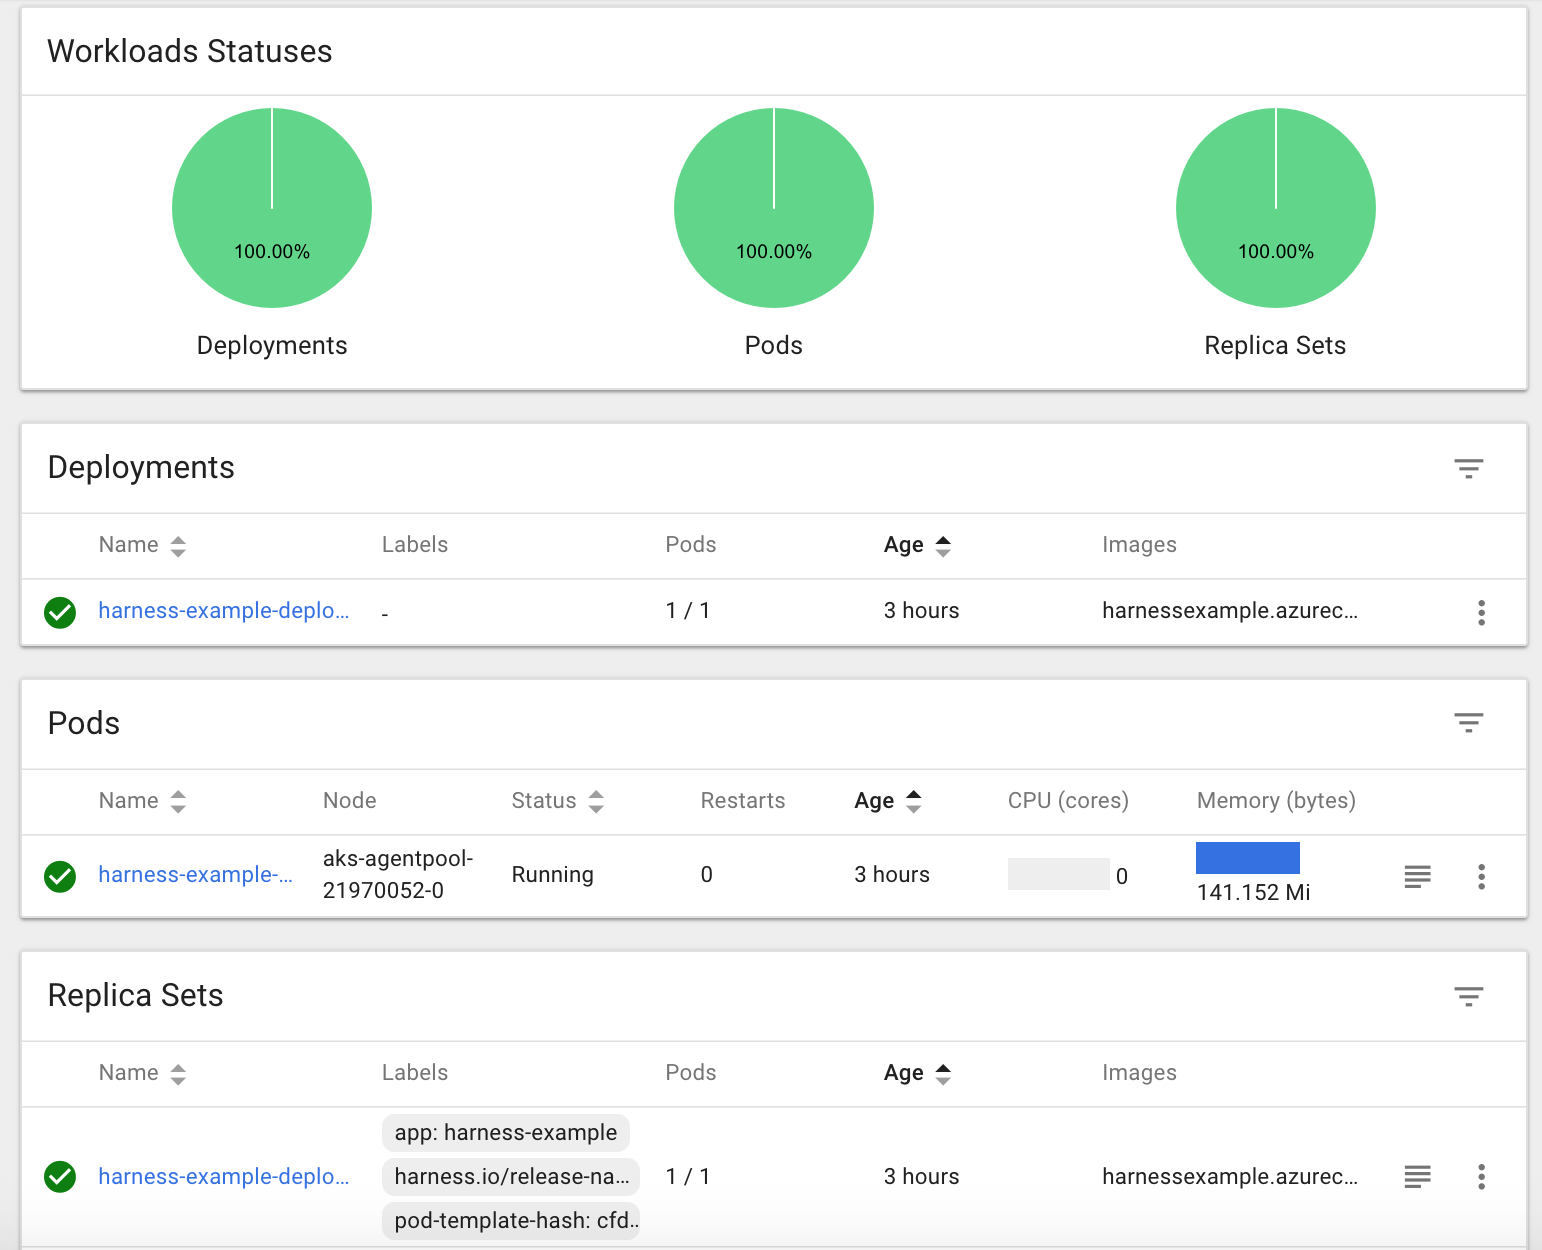 Workloads Statuses
100.00%
100.00%
100.00%
Deployments
Pods
Replica Sets
Deployments
Name Labels Pods Age Images
harness-example-deplo... - 1 / 1 3 hours harnessexample.azurec...
Pods
Name Node Status Restarts Age CPU (cores) Memory (bytes)
harness-example-... aks-agentpool-21970052-0 Running 0 3 hours 0 141.152 Mi
Replica Sets
Name Labels Pods Age Images
app: harness-example
harness-example-deplo... harness.io/release-na... 1 / 1 3 hours harnessexample.azurec...
pod-template-hash: cfd..